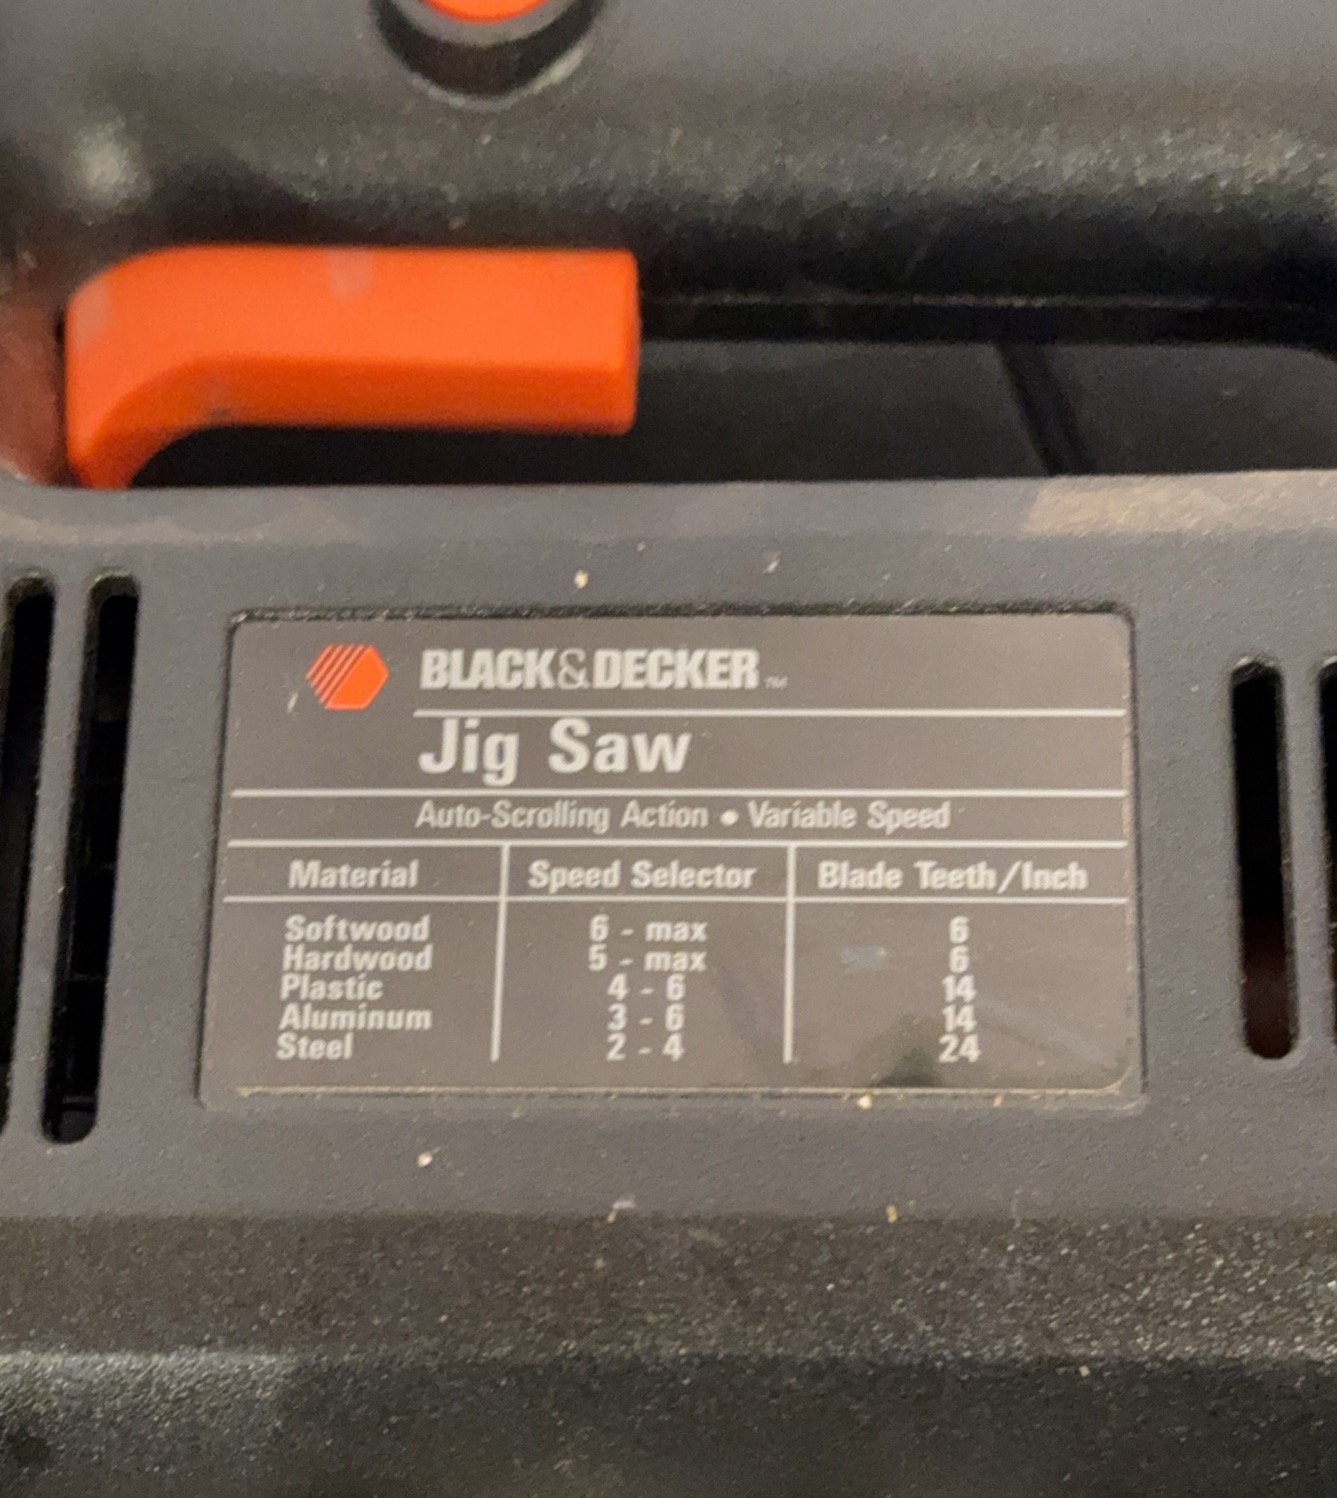 BLACK&DECKER™
Jig Saw
Auto-Scrolling Action • Variable Speed
Material Speed Selector Blade Teeth/Inch
Softwood 6 - max 6
Hardwood 5 - max 6
Plastic 4 - 6 14
Aluminum 3 - 6 14
Steel 2 - 4 24